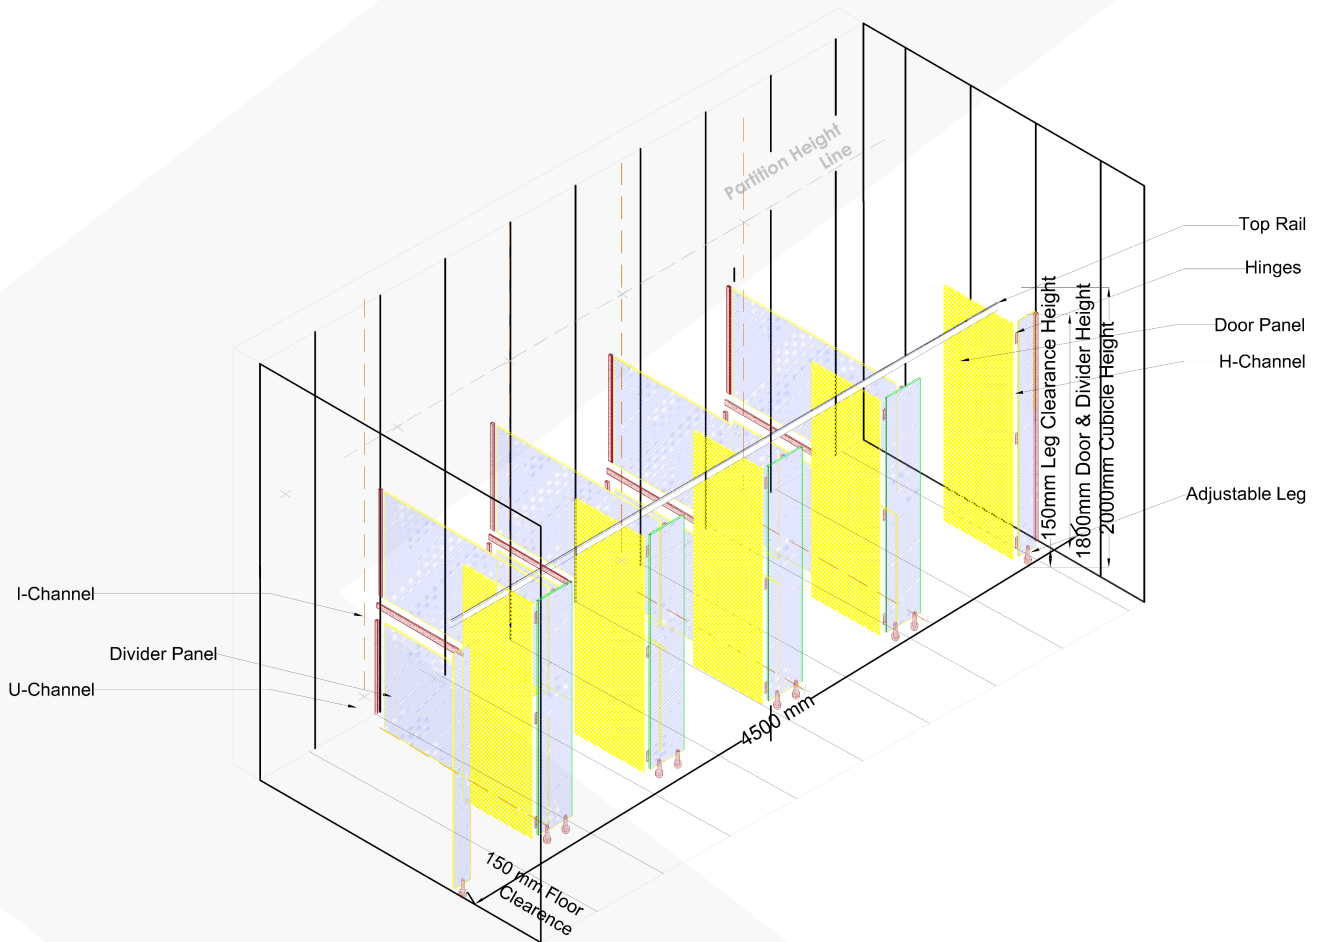 Partition Height
Line
Top Rail
Hinges
Door Panel
H-Channel
150mm Leg Clearance Height
1800mm Door & Divider Height
2000mm Cubicle Height
Adjustable Leg
I-Channel
Divider Panel
U-Channel
4500 mm
150 mm Floor
Clearence